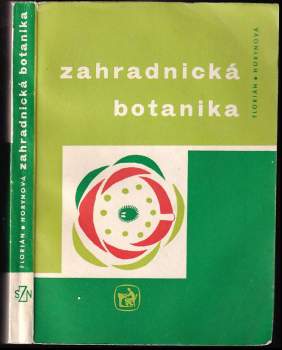 zahradnická
botanika
FLORIÁN • HORYNOVÁ
FLORIÁN • HORYNOVÁ zahradnická botanika
SZN